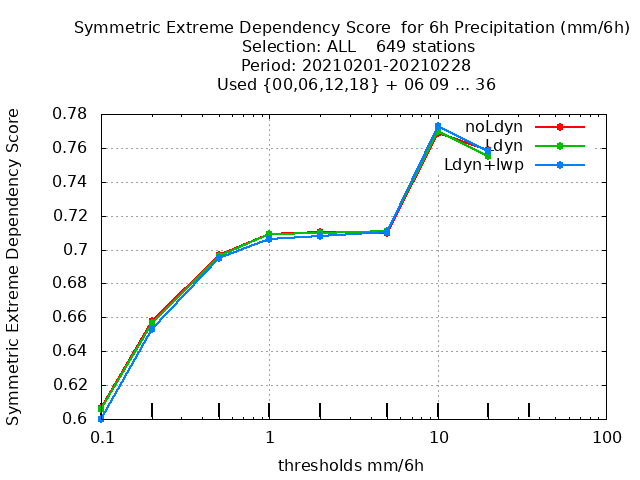 Symmetric Extreme Dependency Score  for 6h Precipitation (mm/6h)
Selection: ALL    649 stations
Period: 20210201-20210228
Used {00,06,12,18} + 06 09 ... 36
Symmetric Extreme Dependency Score
0.78
0.76
0.74
0.72
0.7
0.68
0.66
0.64
0.62
0.6
noLdyn
Ldyn
Ldyn+lwp
0.1 1 10 100
thresholds mm/6h